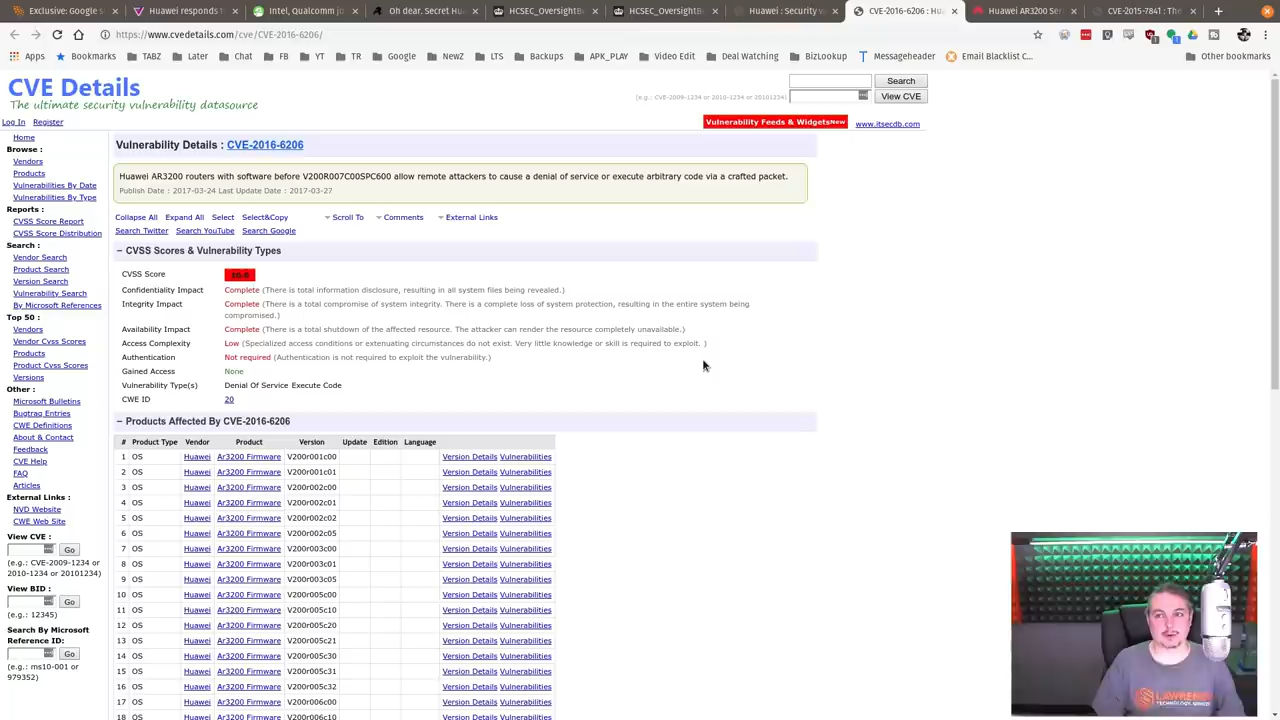 Exclusive: Google s
Huawei responds t
Intel, Qualcomm jo
Oh dear. Secret Hua
HCSEC_OversightB
HCSEC_OversightB
Huawei : Security v
CVE-2016-6206 : Hua
Huawei AR3200 Ser
CVE-2015-7841 : The
https://www.cvedetails.com/cve/CVE-2016-6206/
Apps
Bookmarks
TABZ
Later
Chat
FB
YT
TR
Google
NewZ
LTS
Backups
APK_PLAY
Video Edit
Deal Watching
BizLookup
Messageheader
Email Blacklist C...
Other bookmarks
CVE Details
The ultimate security vulnerability datasource
Search
(e.g.: CVE-2009-1234 or 2010-1234 or 20101234)
View CVE
Log In Register
Vulnerability Feeds & WidgetsNew www.itsecdb.com
Home
Browse :
Vendors
Products
Vulnerabilities By Date
Vulnerabilities By Type
Reports :
CVSS Score Report
CVSS Score Distribution
Search :
Vendor Search
Product Search
Version Search
Vulnerability Search
By Microsoft References
Top 50 :
Vendors
Vendor Cvss Scores
Products
Product Cvss Scores
Versions
Other :
Microsoft Bulletins
Bugtraq Entries
CWE Definitions
About & Contact
Feedback
CVE Help
FAQ
Articles
External Links :
NVD Website
CWE Web Site
View CVE :
Go
(e.g.: CVE-2009-1234 or
2010-1234 or 20101234)
View BID :
Go
(e.g.: 12345)
Search By Microsoft
Reference ID:
Go
(e.g.: ms10-001 or
979352)
Vulnerability Details : CVE-2016-6206
Huawei AR3200 routers with software before V200R007C00SPC600 allow remote attackers to cause a denial of service or execute arbitrary code via a crafted packet.
Publish Date : 2017-03-24 Last Update Date : 2017-03-27
Collapse All Expand All Select Select&Copy Scroll To Comments External Links
Search Twitter Search YouTube Search Google
− CVSS Scores & Vulnerability Types
CVSS Score 10.0
Confidentiality Impact Complete (There is total information disclosure, resulting in all system files being revealed.)
Integrity Impact Complete (There is a total compromise of system integrity. There is a complete loss of system protection, resulting in the entire system being
compromised.)
Availability Impact Complete (There is a total shutdown of the affected resource. The attacker can render the resource completely unavailable.)
Access Complexity Low (Specialized access conditions or extenuating circumstances do not exist. Very little knowledge or skill is required to exploit. )
Authentication Not required (Authentication is not required to exploit the vulnerability.)
Gained Access None
Vulnerability Type(s) Denial Of Service Execute Code
CWE ID 20
− Products Affected By CVE-2016-6206
# Product Type Vendor Product Version Update Edition Language
1 OS Huawei Ar3200 Firmware V200r001c00 Version Details Vulnerabilities
2 OS Huawei Ar3200 Firmware V200r001c01 Version Details Vulnerabilities
3 OS Huawei Ar3200 Firmware V200r002c00 Version Details Vulnerabilities
4 OS Huawei Ar3200 Firmware V200r002c01 Version Details Vulnerabilities
5 OS Huawei Ar3200 Firmware V200r002c02 Version Details Vulnerabilities
6 OS Huawei Ar3200 Firmware V200r002c05 Version Details Vulnerabilities
7 OS Huawei Ar3200 Firmware V200r003c00 Version Details Vulnerabilities
8 OS Huawei Ar3200 Firmware V200r003c01 Version Details Vulnerabilities
9 OS Huawei Ar3200 Firmware V200r003c05 Version Details Vulnerabilities
10 OS Huawei Ar3200 Firmware V200r005c00 Version Details Vulnerabilities
11 OS Huawei Ar3200 Firmware V200r005c10 Version Details Vulnerabilities
12 OS Huawei Ar3200 Firmware V200r005c20 Version Details Vulnerabilities
13 OS Huawei Ar3200 Firmware V200r005c21 Version Details Vulnerabilities
14 OS Huawei Ar3200 Firmware V200r005c30 Version Details Vulnerabilities
15 OS Huawei Ar3200 Firmware V200r005c31 Version Details Vulnerabilities
16 OS Huawei Ar3200 Firmware V200r005c32 Version Details Vulnerabilities
17 OS Huawei Ar3200 Firmware V200r006c00 Version Details Vulnerabilities
18 OS Huawei Ar3200 Firmware V200r006c10 Version Details Vulnerabilities